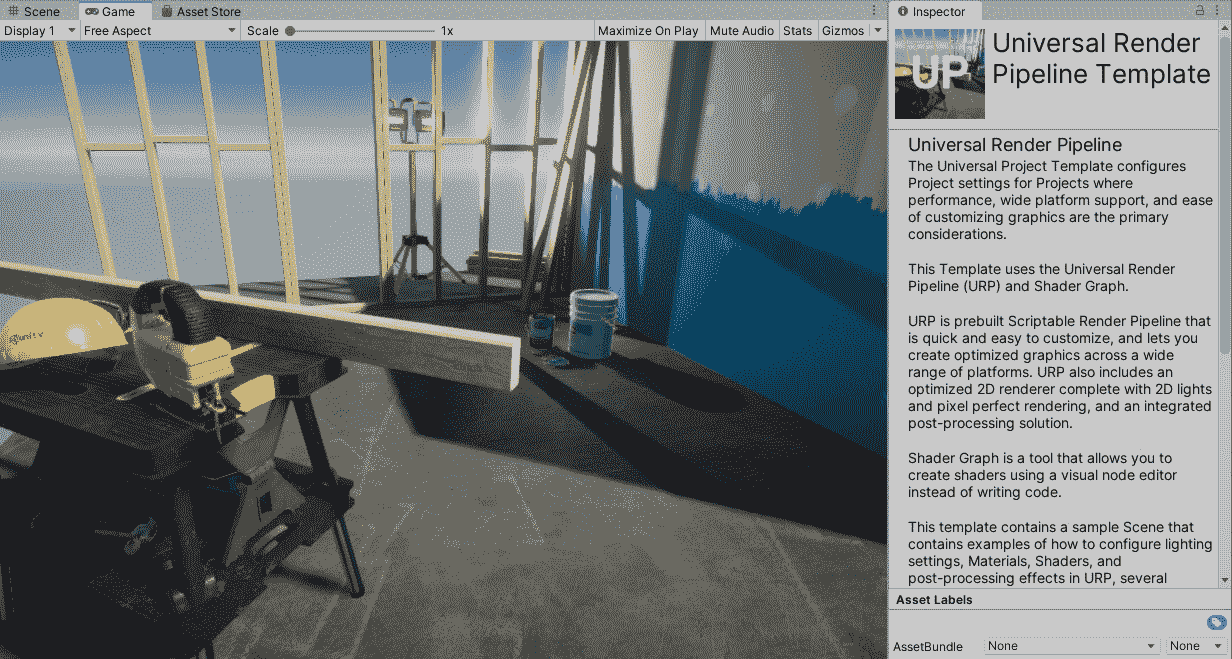 Scene
Game
Asset Store
Display 1
Free Aspect
Scale
1x
Maximize On Play
Mute Audio
Stats
Gizmos
Inspector
UP
Universal Render
Pipeline Template
Universal Render Pipeline
The Universal Project Template configures
Project settings for Projects where
performance, wide platform support, and ease
of customizing graphics are the primary
considerations.
This Template uses the Universal Render
Pipeline (URP) and Shader Graph.
URP is prebuilt Scriptable Render Pipeline that
is quick and easy to customize, and lets you
create optimized graphics across a wide
range of platforms. URP also includes an
optimized 2D renderer complete with 2D lights
and pixel perfect rendering, and an integrated
post-processing solution.
Shader Graph is a tool that allows you to
create shaders using a visual node editor
instead of writing code.
This template contains a sample Scene that
contains examples of how to configure lighting
settings, Materials, Shaders, and
post-processing effects in URP, several
Asset Labels
AssetBundle
None
None